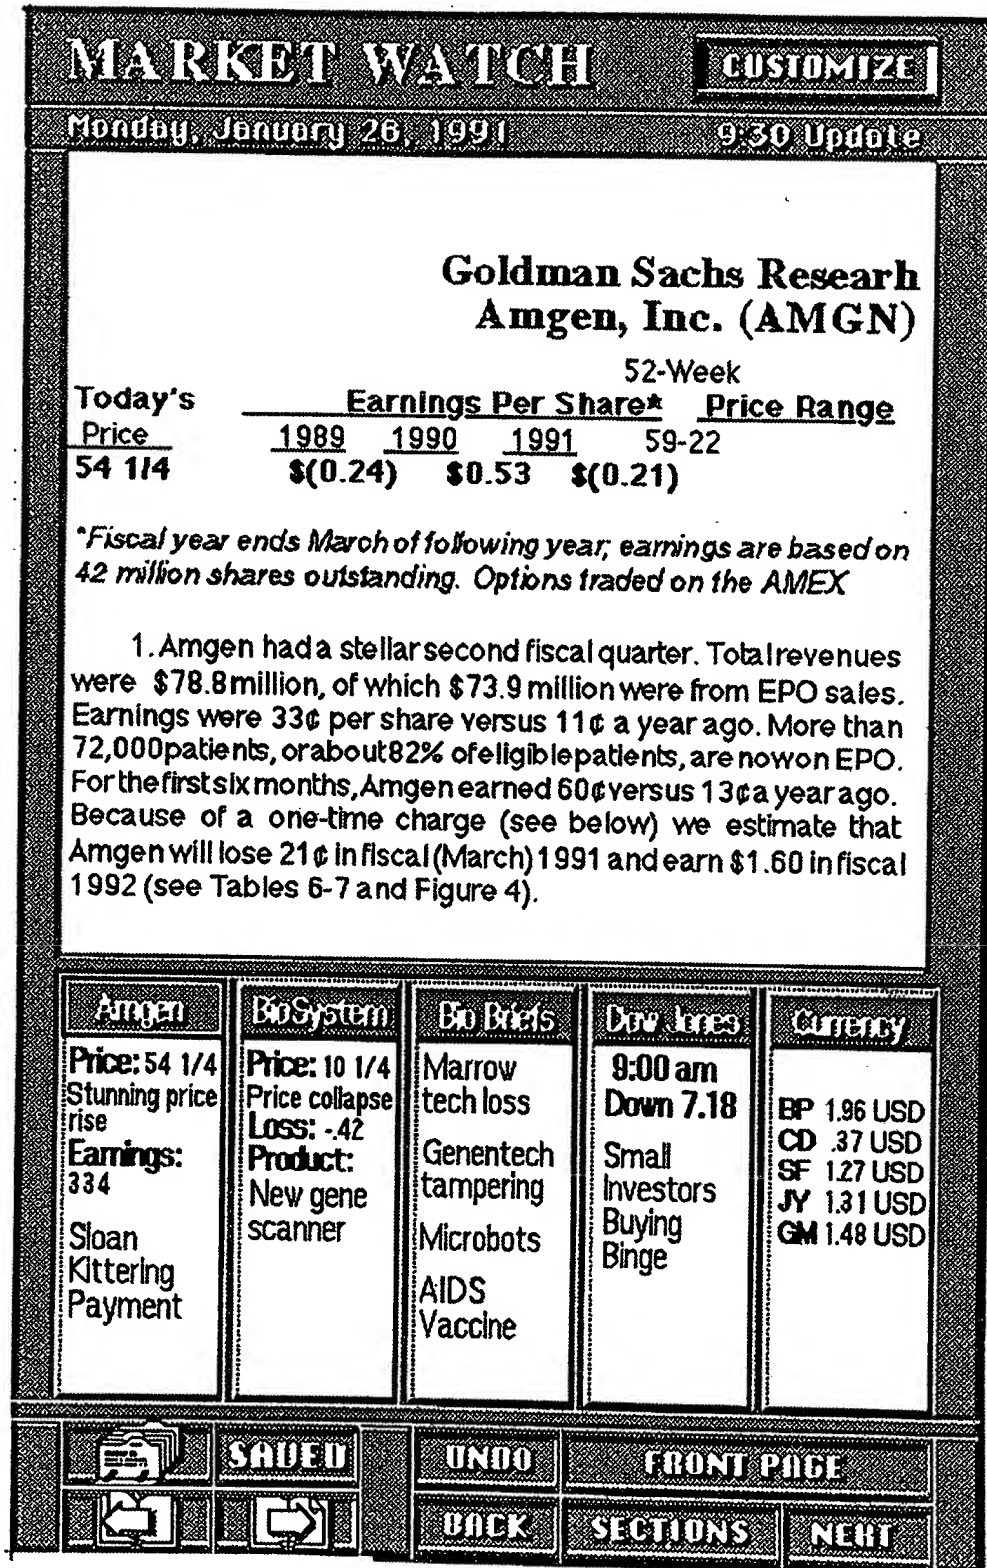 MARKET WATCH
CUSTOMIZE
Monday, January 26, 1991
9:30 Update
Goldman Sachs Researh
Amgen, Inc. (AMGN)
52-Week
Today's Earnings Per Share* Price Range
Price 1989 1990 1991 59-22
54 1/4 $(0.24) $0.53 $(0.21)
*Fiscal year ends March of following year; earnings are based on
42 million shares outstanding. Options traded on the AMEX
1. Amgen had a stellar second fiscal quarter. Total revenues
were $78.8 million, of which $73.9 million were from EPO sales.
Earnings were 33¢ per share versus 11¢ a year ago. More than
72,000 patients, or about 82% of eligible patients, are now on EPO.
For the first six months, Amgen earned 60¢ versus 13¢ a year ago.
Because of a one-time charge (see below) we estimate that
Amgen will lose 21¢ in fiscal (March) 1991 and earn $1.60 in fiscal
1992 (see Tables 6-7 and Figure 4).
Amgen
Price: 54 1/4
Stunning price
rise
Earnings:
334
Sloan
Kittering
Payment
BioSystem
Price: 10 1/4
Price collapse
Loss: -.42
Product:
New gene
scanner
Bio Briefs
Marrow
tech loss
Genentech
tampering
Microbots
AIDS
Vaccine
Dow Jones
9:00 am
Down 7.18
Small
Investors
Buying
Binge
Currency
BP 1.96 USD
CD .37 USD
SF 1.27 USD
JY 1.31 USD
GM 1.48 USD
SAVED
UNDO
FRONT PAGE
BACK
SECTIONS
NEXT